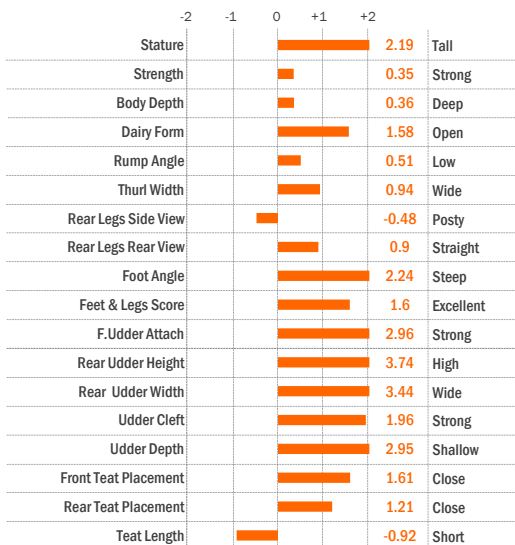 -2 -1 0 +1 +2
Stature 2.19 Tall
Strength 0.35 Strong
Body Depth 0.36 Deep
Dairy Form 1.58 Open
Rump Angle 0.51 Low
Thurl Width 0.94 Wide
Rear Legs Side View -0.48 Posty
Rear Legs Rear View 0.9 Straight
Foot Angle 2.24 Steep
Feet & Legs Score 1.6 Excellent
F.Udder Attach 2.96 Strong
Rear Udder Height 3.74 High
Rear Udder Width 3.44 Wide
Udder Cleft 1.96 Strong
Udder Depth 2.95 Shallow
Front Teat Placement 1.61 Close
Rear Teat Placement 1.21 Close
Teat Length -0.92 Short